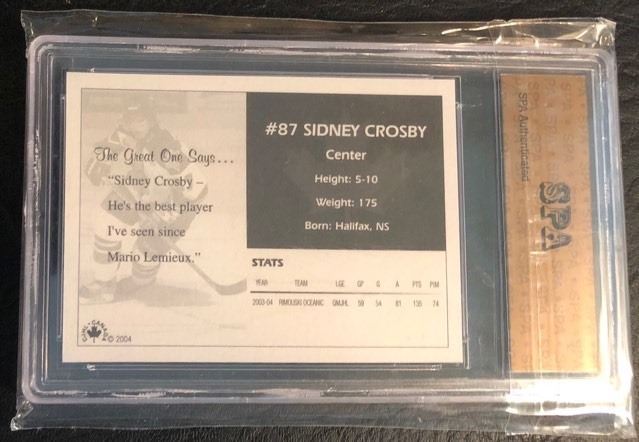 The Great One Says...
"Sidney Crosby –
He's the best player
I've seen since
Mario Lemieux."
#87 SIDNEY CROSBY
Center
Height: 5-10
Weight: 175
Born: Halifax, NS
STATS
YEAR TEAM LGE GP G A PTS PIM
2003-04 RIMOUSKI OCEANIC QMJHL 59 54 81 135 74
© 2004
SPA Authenticated
SPA